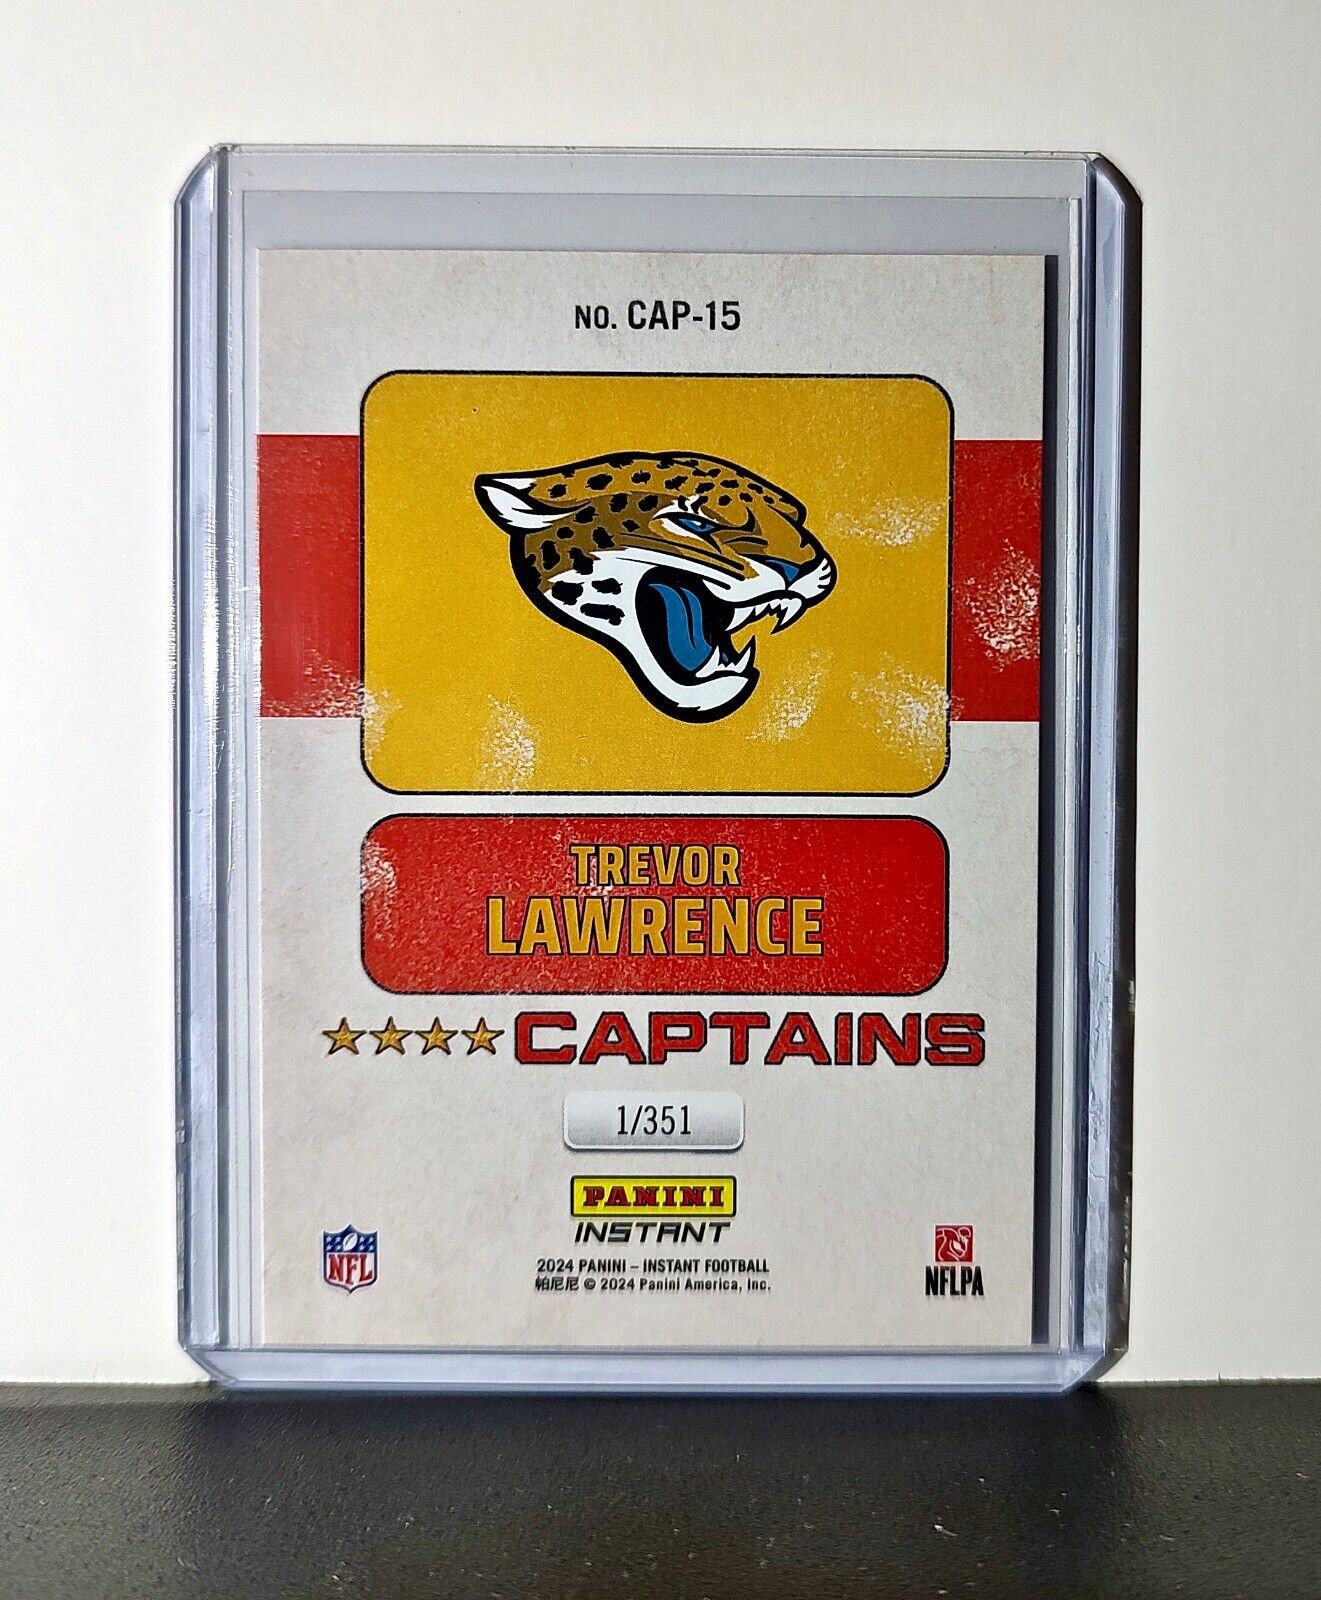 NO. CAP-15
TREVOR
LAWRENCE
CAPTAINS
1/351
PANINI
INSTANT
NFL
NFLPA
2024 PANINI – INSTANT FOOTBALL
帕尼尼 © 2024 Panini America, Inc.